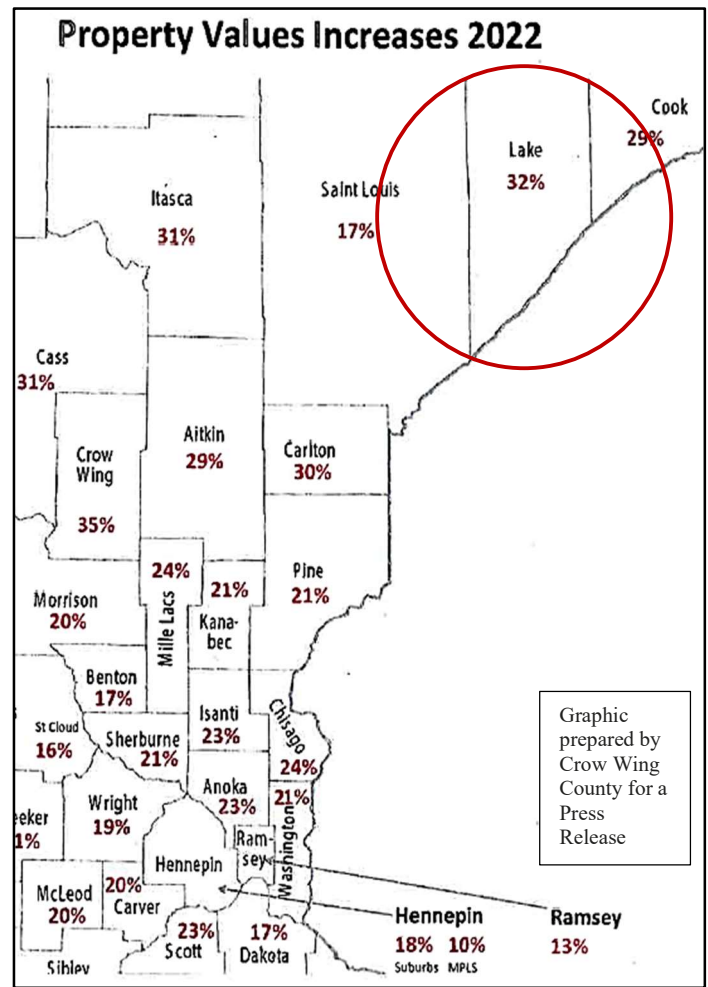 Property Values Increases 2022
Cook
29%
Lake
32%
Saint Louis
17%
Itasca
31%
Cass
31%
Aitkin
29%
Carlton
30%
Crow
Wing
35%
24%
Mille Lacs
21%
Kana-
bec
Pine
21%
Morrison
20%
Benton
17%
Isanti
23%
Chisago
24%
St Cloud
16%
Sherburne
21%
Anoka
23%
21%
Washington
Wright
19%
eeker
1%
Ram-
sey
Hennepin
McLeod
20%
20%
Carver
23%
Scott
17%
Dakota
Sibley
Hennepin
18% 10%
Suburbs MPLS
Ramsey
13%
Graphic
prepared by
Crow Wing
County for a
Press
Release